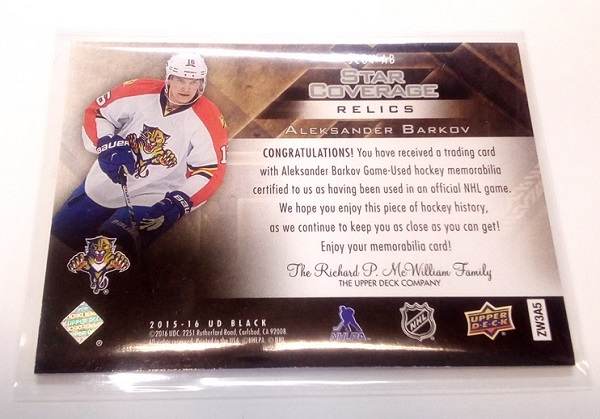 STAR
COVERAGE
RELICS
ALEKSANDER BARKOV
CONGRATULATIONS! You have received a trading card
with Aleksander Barkov Game-Used hockey memorabilia
certified to us as having been used in an official NHL game.
We hope you enjoy this piece of hockey history,
as we continue to keep you as close as you can get!
Enjoy your memorabilia card!
The Richard P. McWilliam Family
THE UPPER DECK COMPANY
16
BAUER
2015-16 UD BLACK
©2016 UDC. 2251 Rutherford Road, Carlsbad, CA 92008.
NHLPA
NHL
UPPER
DECK
ZW3A5